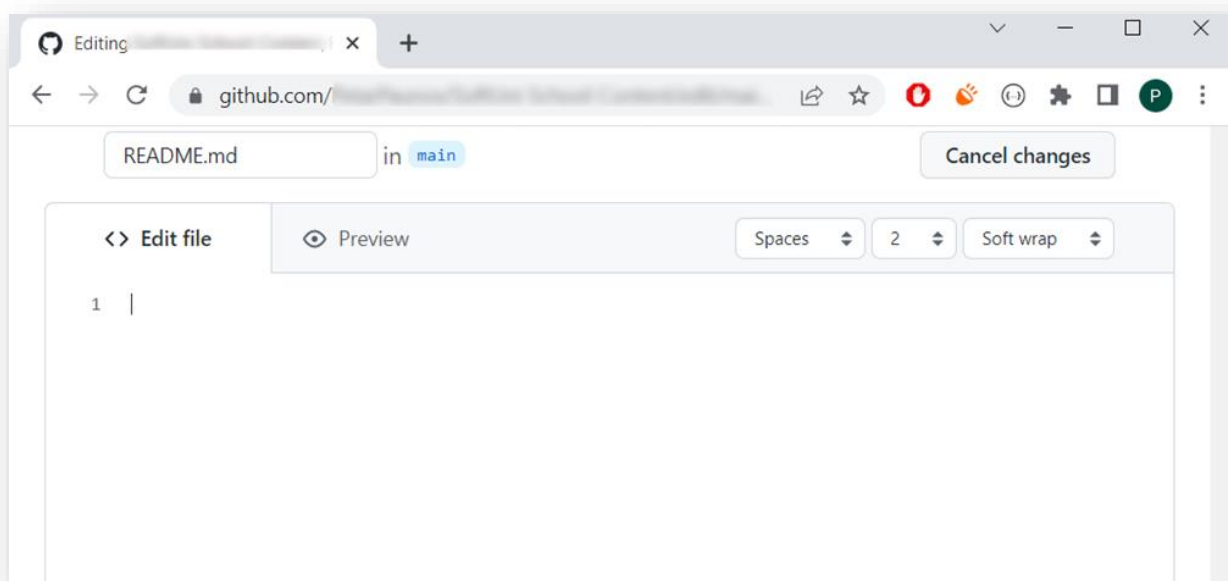 Editing
github.com/
README.md in main Cancel changes
<> Edit file Preview Spaces 2 Soft wrap
1
P